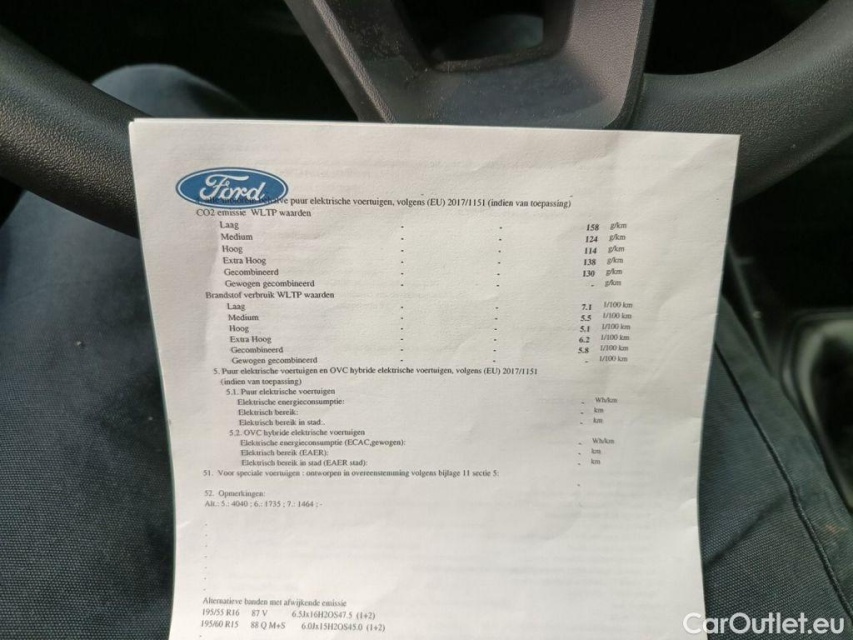 Ford
puur elektrische voertuigen, volgens (EU) 2017/1151 (indien van toepassing)
CO2 emissie WLTP waarden
Laag - - 158 g/km
Medium - - 124 g/km
Hoog - - 114 g/km
Extra Hoog - - 138 g/km
Gecombineerd - - 130 g/km
Gewogen gecombineerd - - - g/km
Brandstof verbruik WLTP waarden
Laag - - 7.1 l/100 km
Medium - - 5.5 l/100 km
Hoog - - 5.1 l/100 km
Extra Hoog - - 6.2 l/100 km
Gecombineerd - - 5.8 l/100 km
Gewogen gecombineerd - - - l/100 km
5. Puur elektrische voertuigen en OVC hybride elektrische voertuigen, volgens (EU) 2017/1151
(indien van toepassing)
5.1. Puur elektrische voertuigen
Elektrische energieconsumptie: - Wh/km
Elektrisch bereik: - km
Elektrisch bereik in stad . - km
5.2. OVC hybride elektrische voertuigen
Elektrische energieconsumptie (ECAC,gewogen): - Wh/km
Elektrisch bereik (EAER): - km
Elektrisch bereik in stad (EAER stad): - km
51. Voor speciale voertuigen : ontworpen in overeenstemming volgens bijlage 11 sectie 5:
-
52. Opmerkingen:
Alt.: 5.: 4040 ; 6.: 1735 ; 7.: 1464 ; -
Alternatieve banden met afwijkende emissie
195/55 R16 87 V 6.5Jx16H2OS47.5 (1+2)
195/60 R15 88 Q M+S 6.0Jx15H2OS45.0 (1+2)
CarOutlet.eu